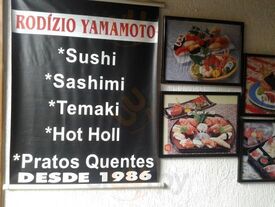 RODÍZIO YAMAMOTO
*Sushi
*Sashimi
*Temaki
*Hot Holl
*Pratos Quentes
DESDE 1986